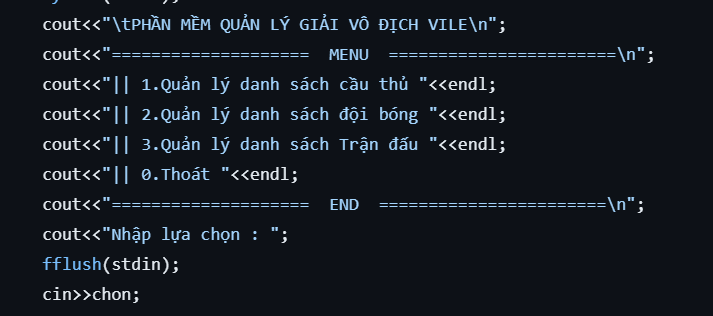 cout<<"\tPHẦN MỀM QUẢN LÝ GIẢI VÔ ĐỊCH VILE\n";
cout<<"====================  MENU  =======================\n";
cout<<"|| 1.Quản lý danh sách cầu thủ "<<endl;
cout<<"|| 2.Quản lý danh sách đội bóng "<<endl;
cout<<"|| 3.Quản lý danh sách Trận đấu "<<endl;
cout<<"|| 0.Thoát "<<endl;
cout<<"====================  END  =======================\n";
cout<<"Nhập lựa chọn : ";
fflush(stdin);
cin>>chon;